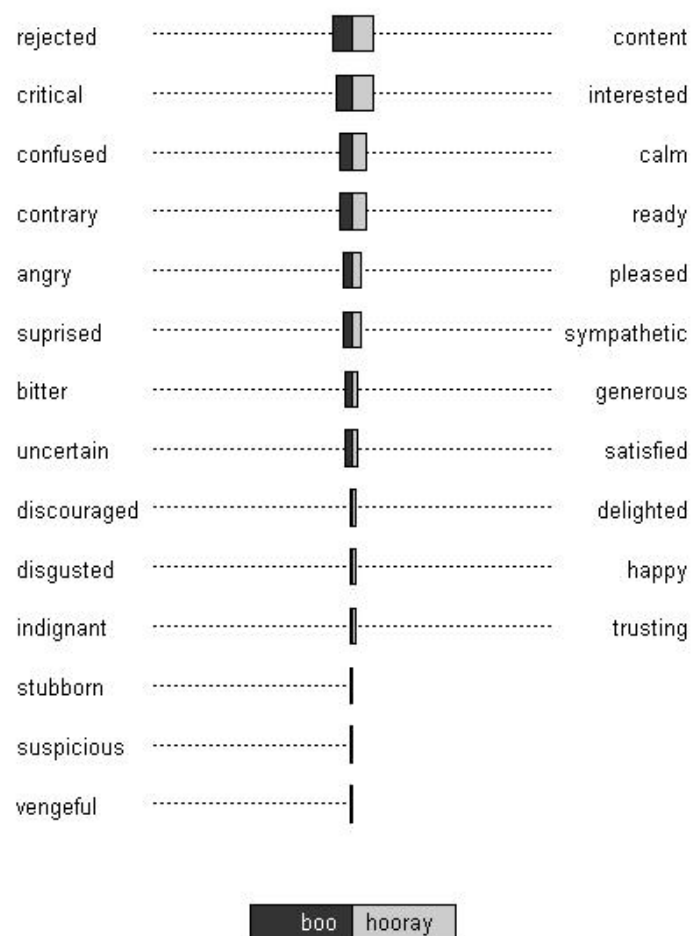 rejected content
critical interested
confused calm
contrary ready
angry pleased
suprised sympathetic
bitter generous
uncertain satisfied
discouraged delighted
disgusted happy
indignant trusting
stubborn
suspicious
vengeful
boo hooray